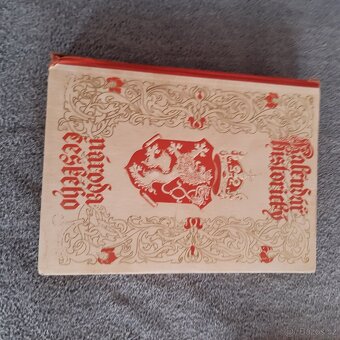 Kalendář
historický
národa
českého